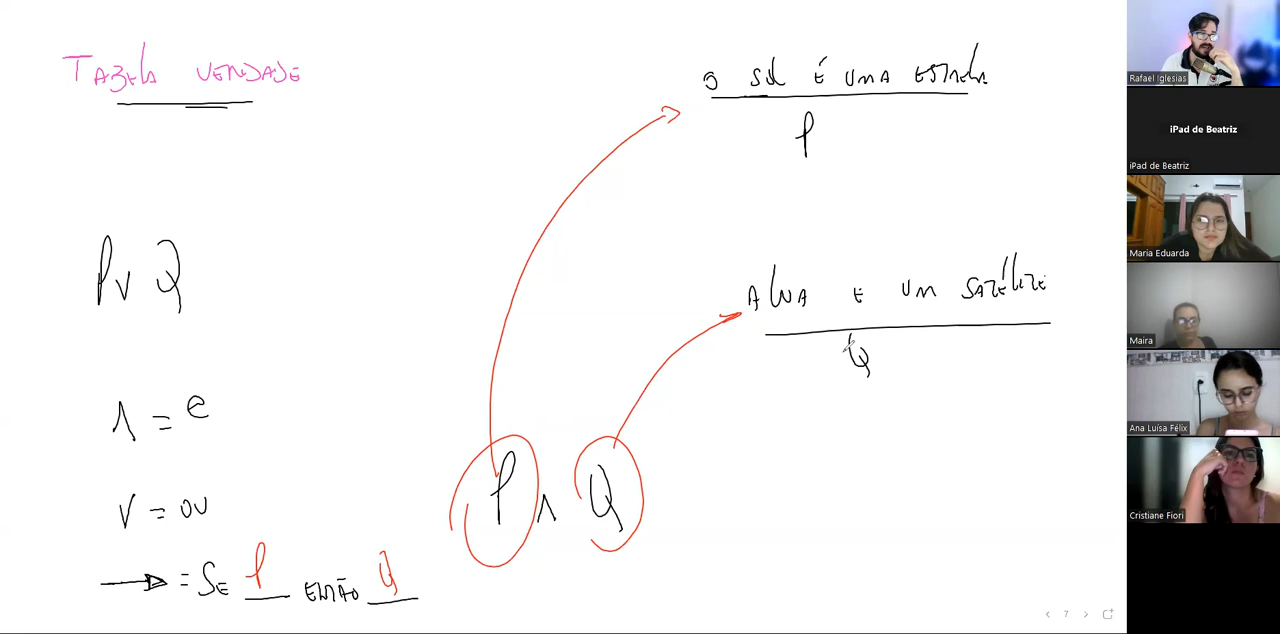 TABELA VERDADE
O SOL É UMA ESTRELA
P
P v Q
A LUA E UM SATÉLITE
Q
∧ = e
P ∧ Q
V = OU
→ = SE P ENTÃO Q
7
Rafael Iglesias
iPad de Beatriz
iPad de Beatriz
Maria Eduarda
Maira
Ana Luísa Félix
Cristiane Fiori